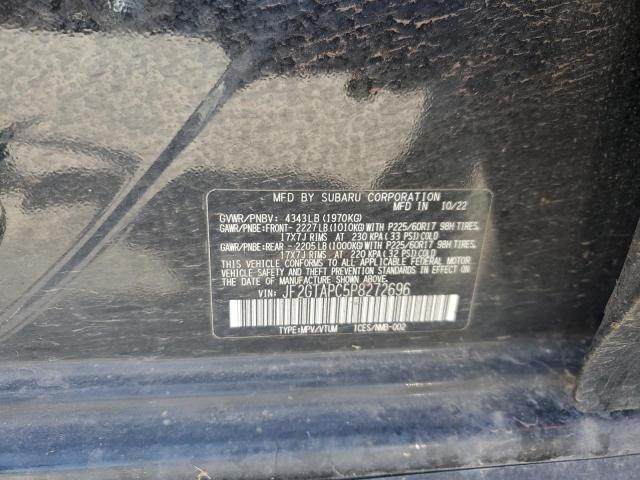 MFD BY SUBARU CORPORATION
MFD IN 10/22
GVWR/PNBV: 4343LB (1970KG)
GAWR/PNBE:FRONT- 2227LB (1010KG) WITH P225/60R17 98H TIRES,
17X7J RIMS AT 230 KPA (33 PSI) COLD
GAWR/PNBE:REAR - 2205LB (1000KG) WITH P225/60R17 98H TIRES,
17X7J RIMS AT 220 KPA (32 PSI) COLD
THIS VEHICLE CONFORMS TO ALL APPLICABLE FEDERAL MOTOR
VEHICLE SAFETY AND THEFT PREVENTION STANDARDS IN EFFECT ON
THE DATE OF MANUFACTURE SHOWN ABOVE.
VIN: JF2GTAPC5P8272696
TYPE:MPV/VTUM ICES/NMB-002